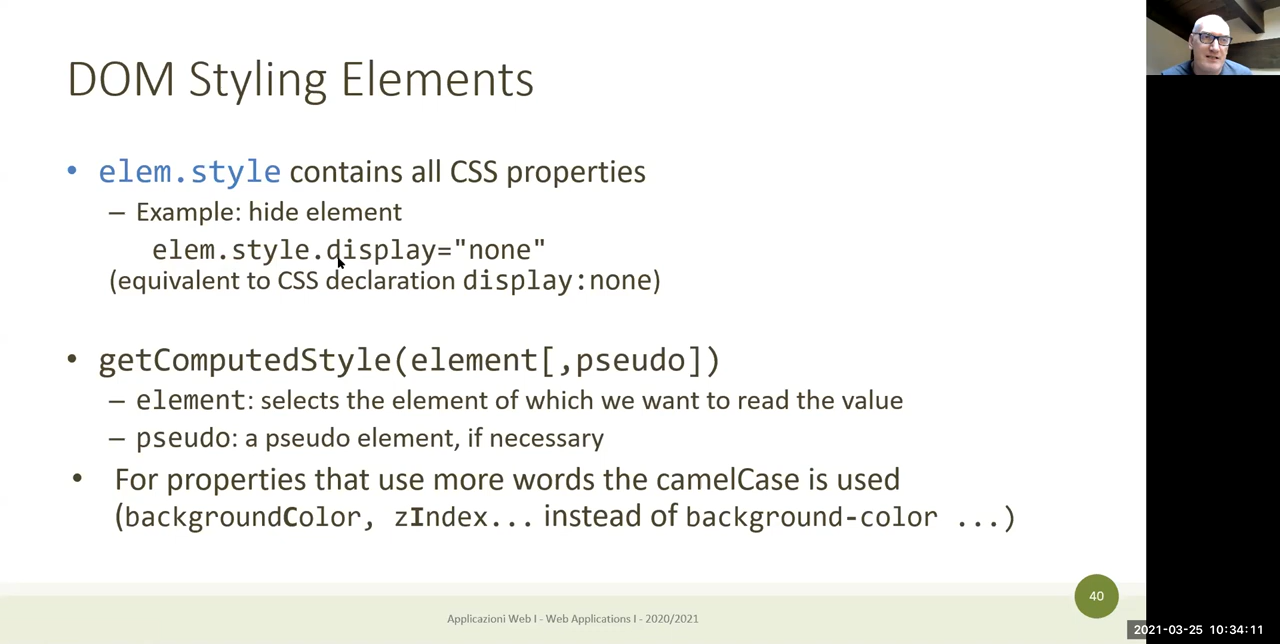 DOM Styling Elements
• elem.style contains all CSS properties
– Example: hide element
elem.style.display="none"
(equivalent to CSS declaration display:none)
• getComputedStyle(element[,pseudo])
– element: selects the element of which we want to read the value
– pseudo: a pseudo element, if necessary
• For properties that use more words the camelCase is used
(backgroundColor, zIndex... instead of background-color ...)
40
Applicazioni Web I - Web Applications I - 2020/2021
2021-03-25 10:34:11